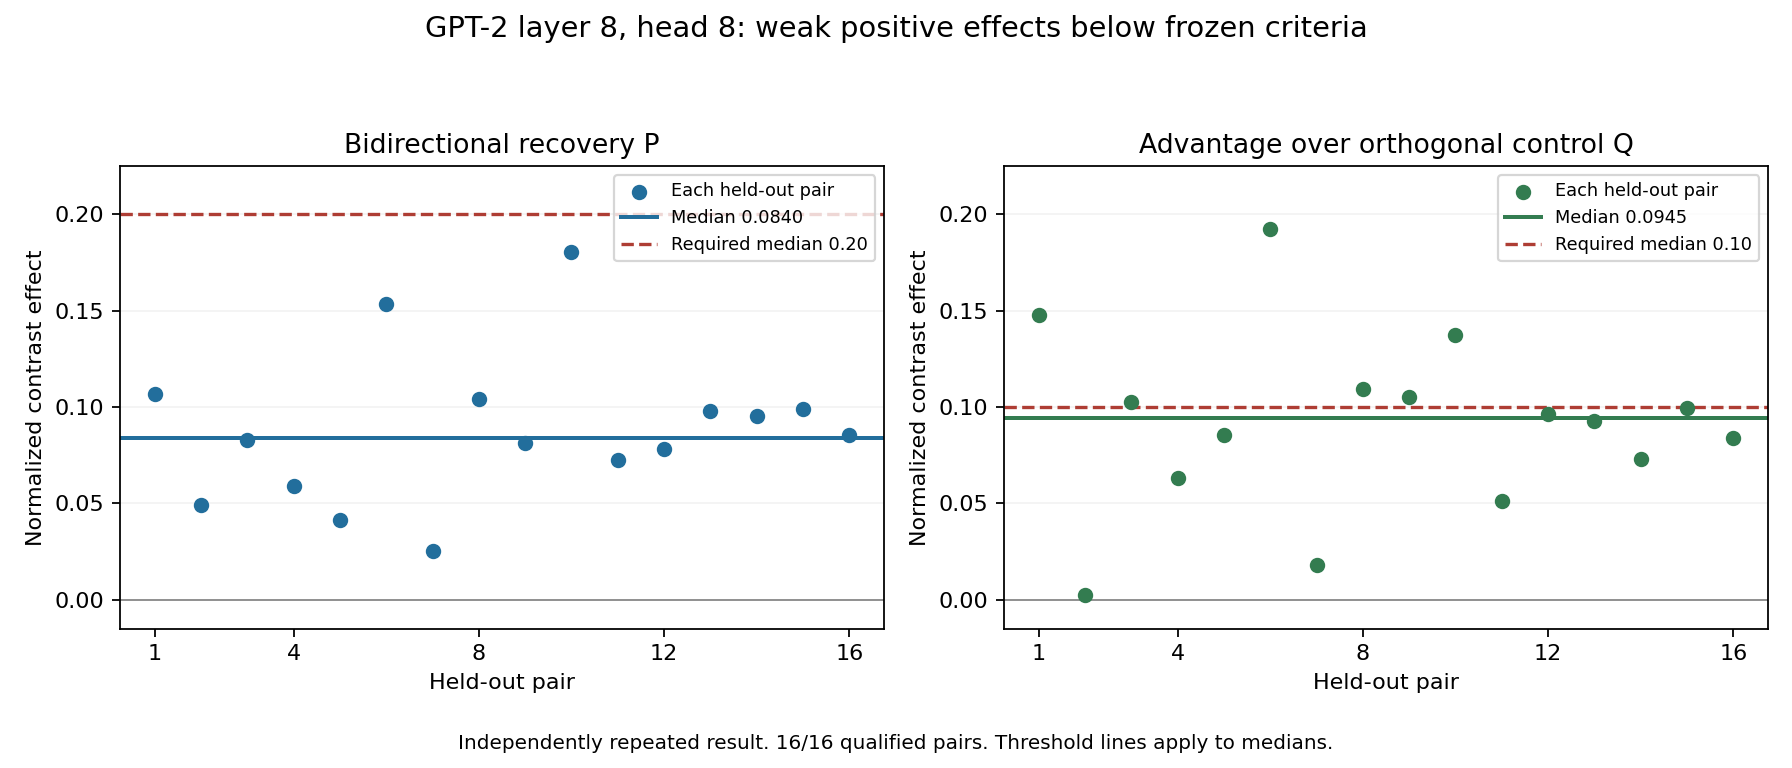 GPT-2 layer 8, head 8: weak positive effects below frozen criteria
Bidirectional recovery P
Normalized contrast effect
0.20
0.15
0.10
0.05
0.00
Each held-out pair
Median 0.0840
Required median 0.20
1 4 8 12 16
Held-out pair
Advantage over orthogonal control Q
Normalized contrast effect
0.20
0.15
0.10
0.05
0.00
Each held-out pair
Median 0.0945
Required median 0.10
1 4 8 12 16
Held-out pair
Independently repeated result. 16/16 qualified pairs. Threshold lines apply to medians.